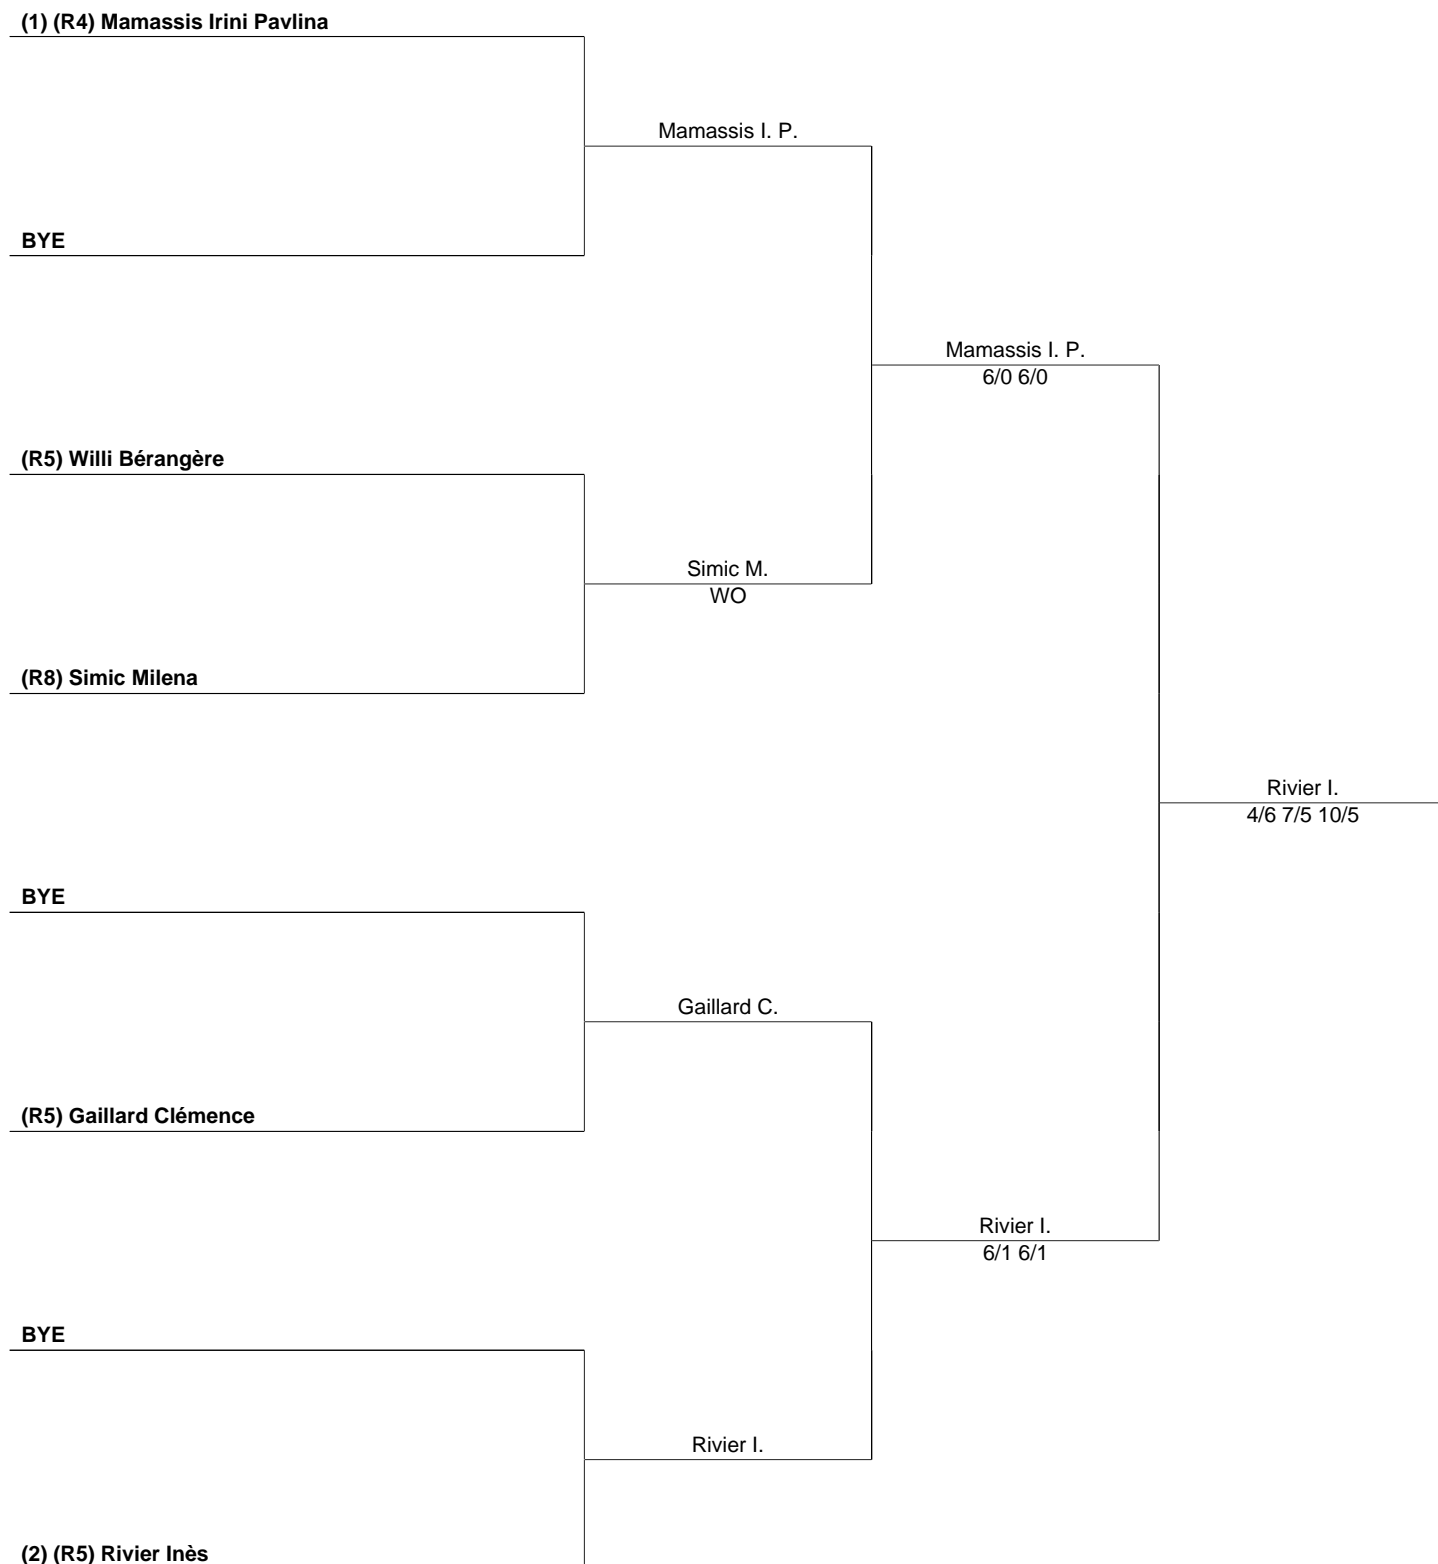 (1) (R4) Mamassis Irini Pavlina
Mamassis I. P.
BYE
Mamassis I. P.
6/0 6/0
(R5) Willi Bérangère
Simic M.
WO
(R8) Simic Milena
Rivier I.
4/6 7/5 10/5
BYE
Gaillard C.
(R5) Gaillard Clémence
Rivier I.
6/1 6/1
BYE
Rivier I.
(2) (R5) Rivier Inès